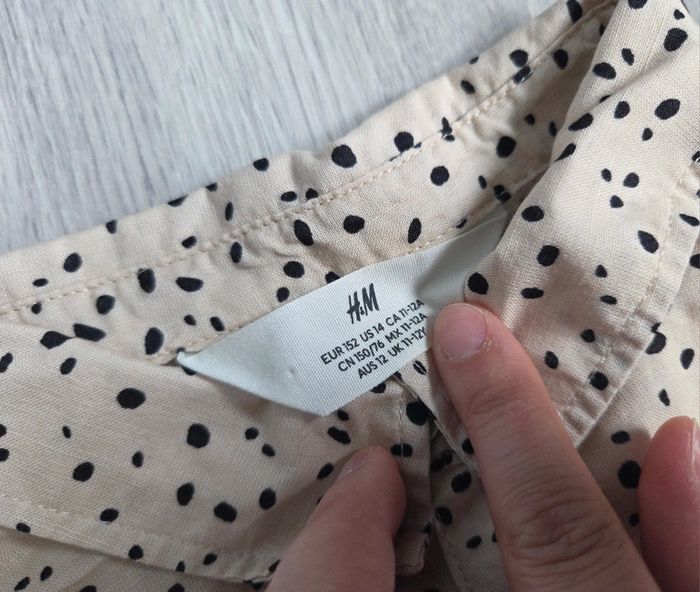 H&M
EUR 152 US 14 CA 11-12A
CN 150/76 MX 11-12A
AUS 12 UK 11-12Y